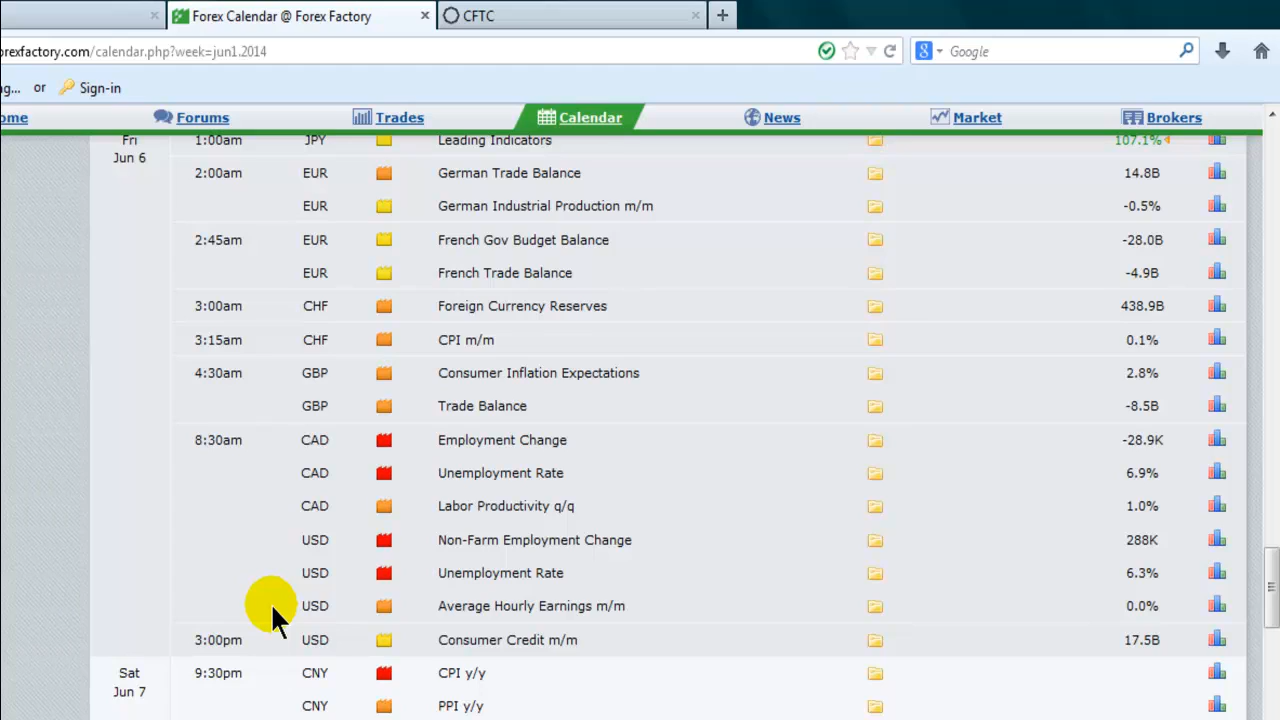 Forex Calendar @ Forex Factory × CFTC × +
orexfactory.com/calendar.php?week=jun1.2014 8 Google
ag... or Sign-in
ome Forums Trades Calendar News Market Brokers
Fri 1:00am JPY Leading Indicators 107.1%
Jun 6
2:00am EUR German Trade Balance 14.8B
EUR German Industrial Production m/m -0.5%
2:45am EUR French Gov Budget Balance -28.0B
EUR French Trade Balance -4.9B
3:00am CHF Foreign Currency Reserves 438.9B
3:15am CHF CPI m/m 0.1%
4:30am GBP Consumer Inflation Expectations 2.8%
GBP Trade Balance -8.5B
8:30am CAD Employment Change -28.9K
CAD Unemployment Rate 6.9%
CAD Labor Productivity q/q 1.0%
USD Non-Farm Employment Change 288K
USD Unemployment Rate 6.3%
USD Average Hourly Earnings m/m 0.0%
3:00pm USD Consumer Credit m/m 17.5B
Sat 9:30pm CNY CPI y/y
Jun 7
CNY PPI y/y